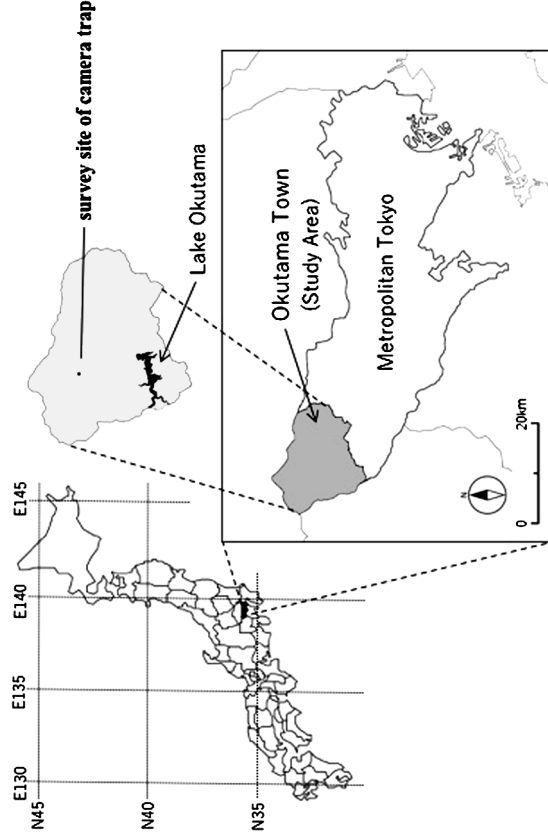 survey site of camera trap
Lake Okutama
Okutama Town
(Study Area)
Metropolitan Tokyo
N
0
20km
E130
E135
E140
E145
N45
N40
N35